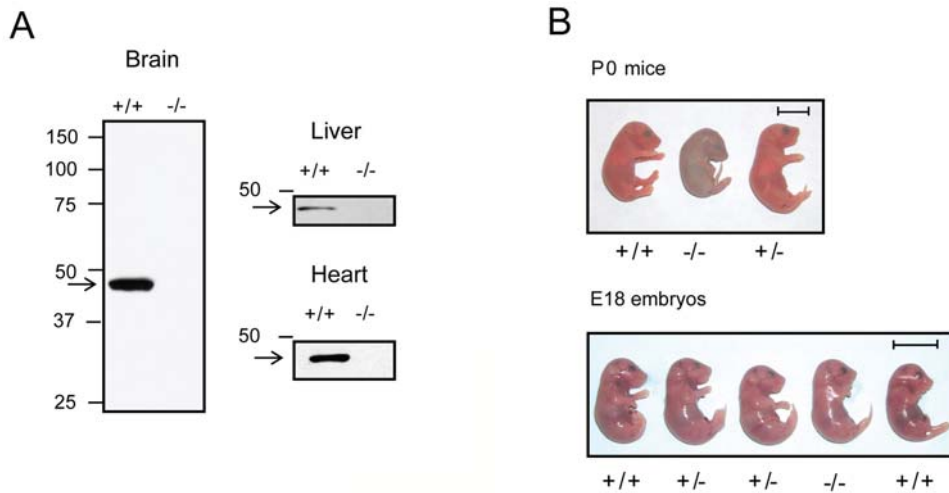 A
Brain
+/+ -/-
150
100
75
50
37
25
Liver
+/+ -/-
50
Heart
+/+ -/-
50
B
P0 mice
+/+ -/- +/-
E18 embryos
+/+ +/- +/- -/- +/+